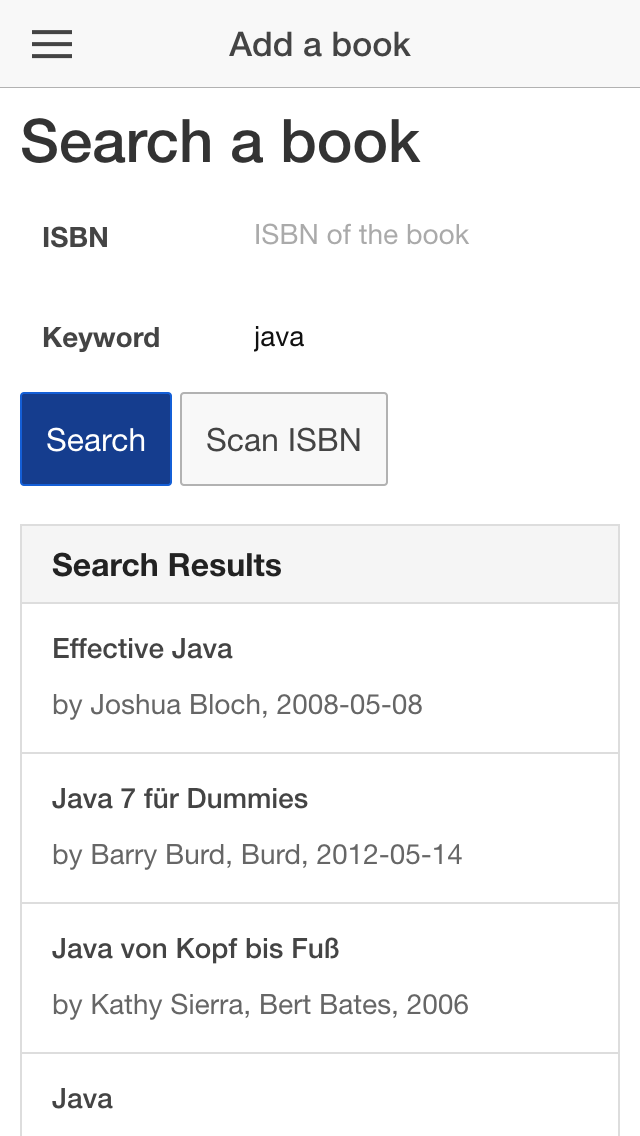 Add a book
Search a book
ISBN ISBN of the book
Keyword java
Search Scan ISBN
Search Results
Effective Java
by Joshua Bloch, 2008-05-08
Java 7 für Dummies
by Barry Burd, Burd, 2012-05-14
Java von Kopf bis Fuß
by Kathy Sierra, Bert Bates, 2006
Java